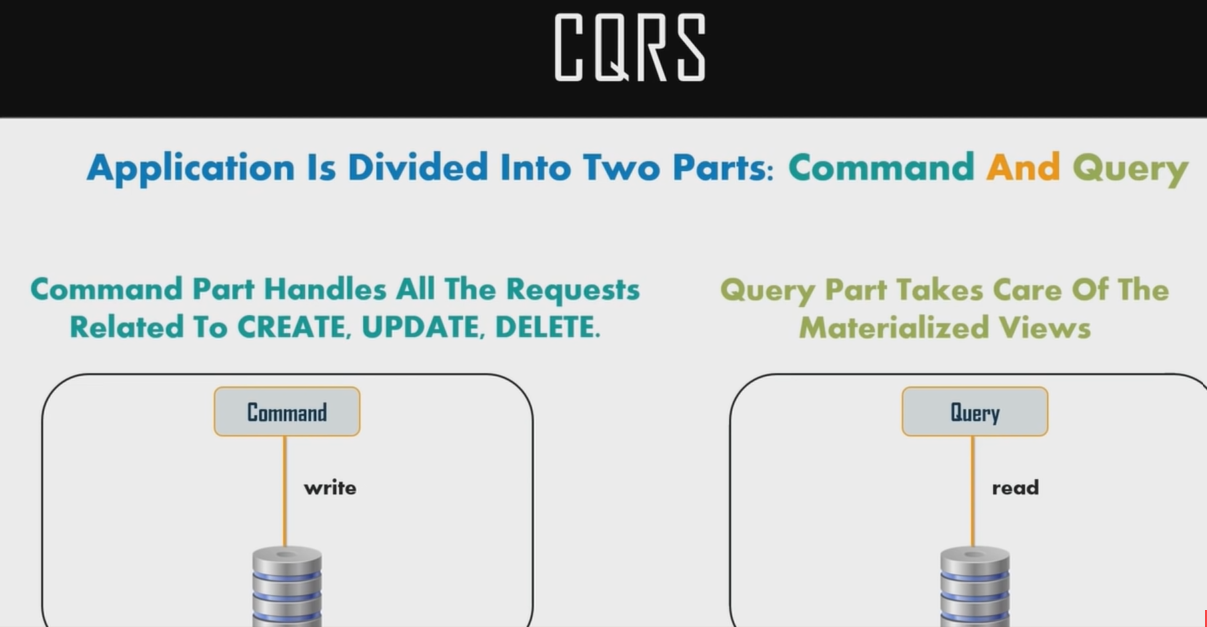 CQRS
Application Is Divided Into Two Parts: Command And Query
Command Part Handles All The Requests
Related To CREATE, UPDATE, DELETE.
Query Part Takes Care Of The
Materialized Views
Command
write
Query
read